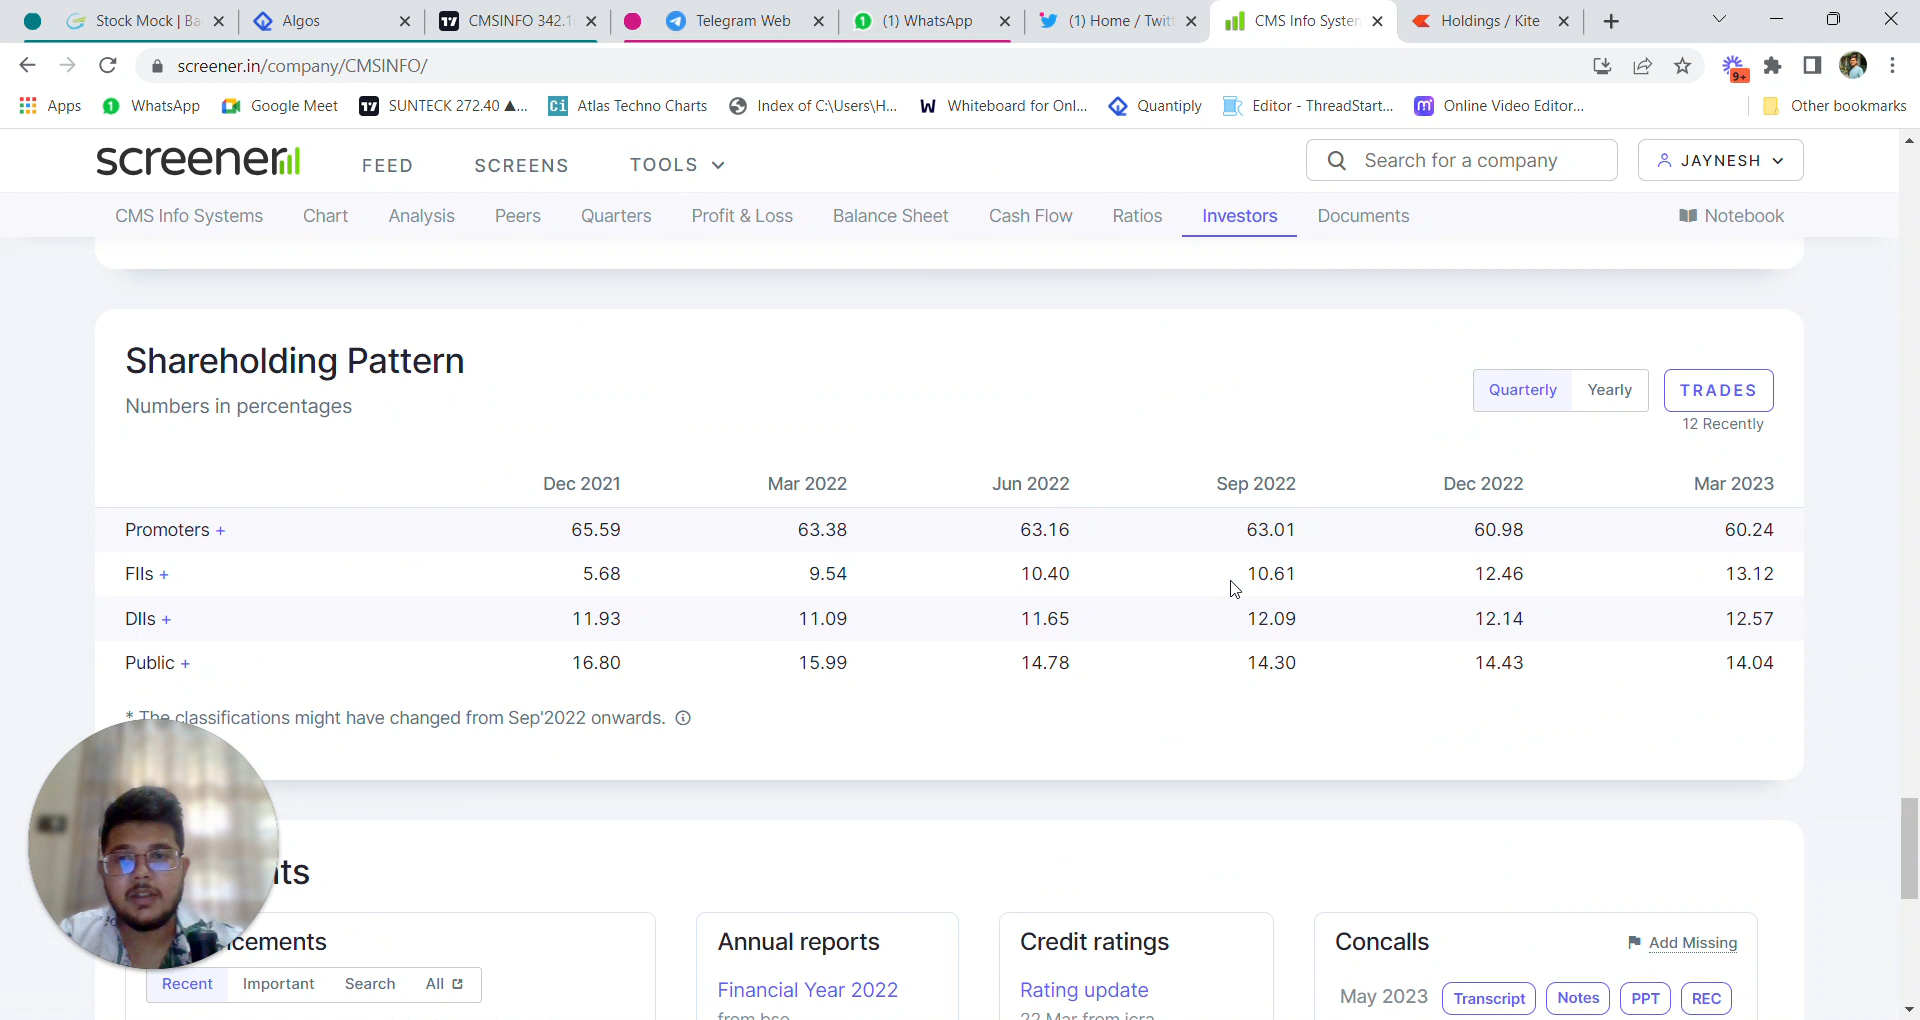 Stock Mock | Ba
Algos
CMSINFO 342.1
Telegram Web
(1) WhatsApp
(1) Home / Twit
CMS Info System
Holdings / Kite
screener.in/company/CMSINFO/
9+
Apps
WhatsApp
Google Meet
SUNTECK 272.40 ▲...
Atlas Techno Charts
Index of C:\Users\H...
Whiteboard for Onl...
Quantiply
Editor - ThreadStart...
Online Video Editor...
Other bookmarks
screener
FEED
SCREENS
TOOLS
Search for a company
JAYNESH
CMS Info Systems
Chart
Analysis
Peers
Quarters
Profit & Loss
Balance Sheet
Cash Flow
Ratios
Investors
Documents
Notebook
Shareholding Pattern
Numbers in percentages
Quarterly
Yearly
TRADES
12 Recently
Dec 2021 Mar 2022 Jun 2022 Sep 2022 Dec 2022 Mar 2023
Promoters + 65.59 63.38 63.16 63.01 60.98 60.24
FIIs + 5.68 9.54 10.40 10.61 12.46 13.12
DIIs + 11.93 11.09 11.65 12.09 12.14 12.57
Public + 16.80 15.99 14.78 14.30 14.43 14.04
* The classifications might have changed from Sep'2022 onwards.
Recent
Important
Search
All
Annual reports
Financial Year 2022
from bse
Credit ratings
Rating update
22 Mar from icra
Concalls
Add Missing
May 2023
Transcript
Notes
PPT
REC